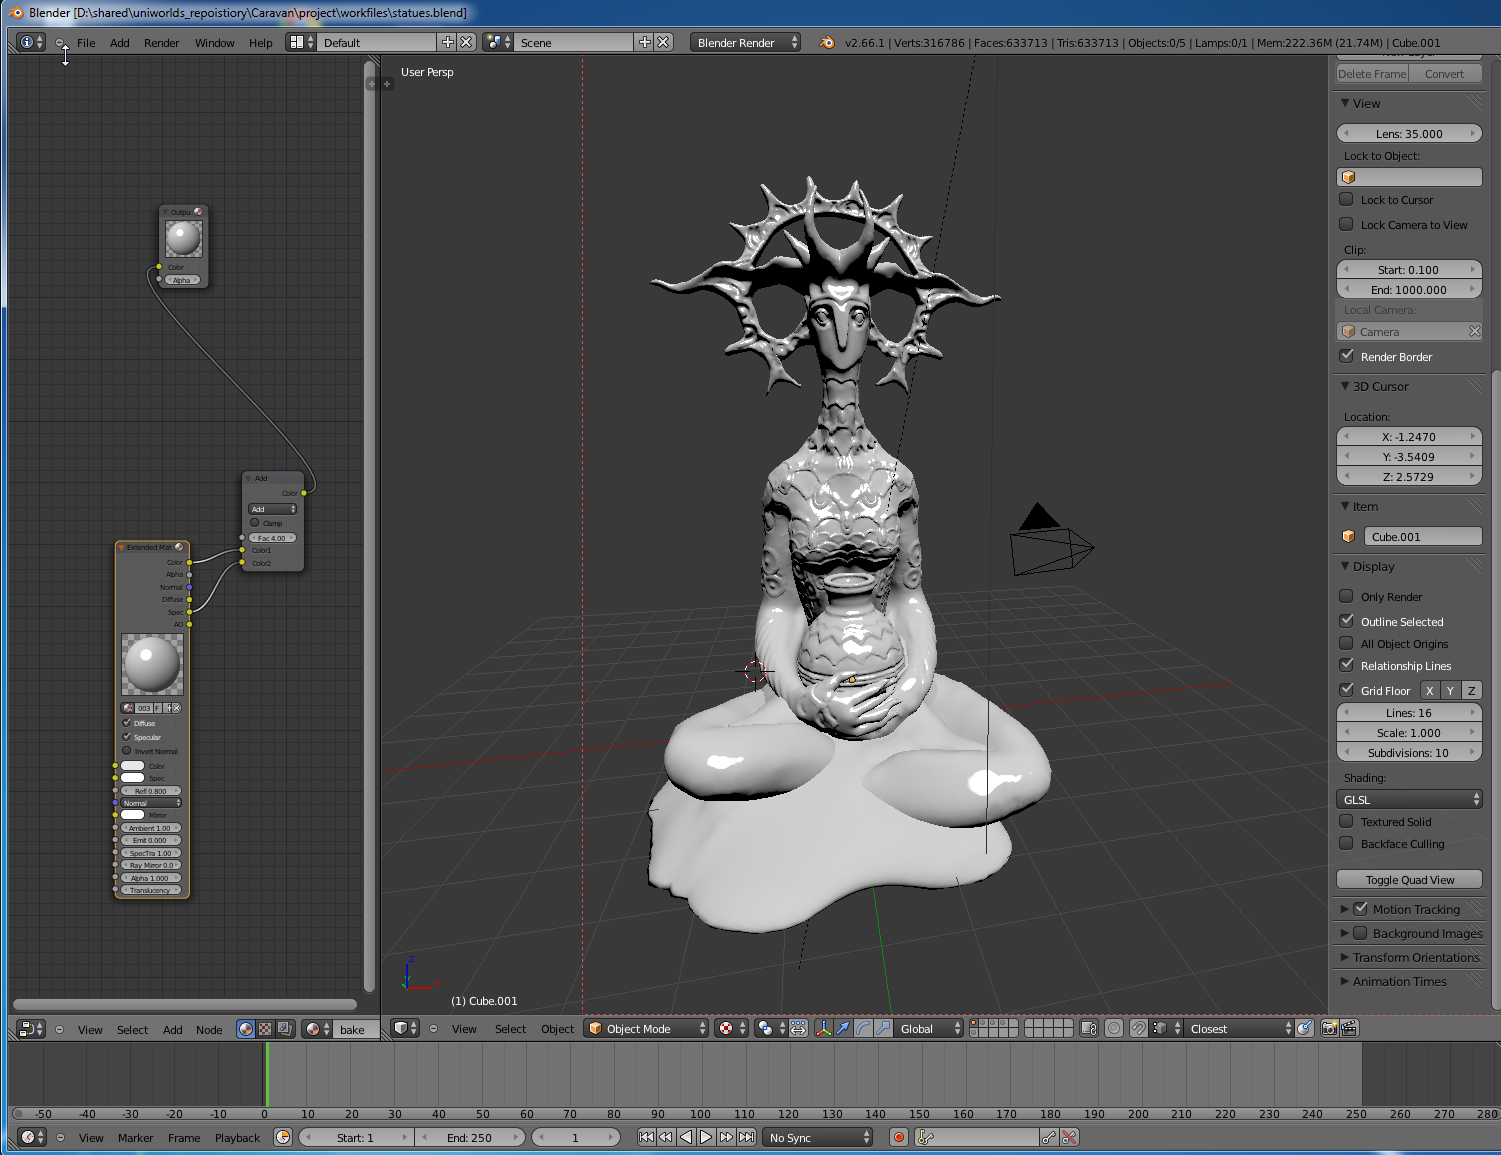 Blender [D:\shared\uniworlds_repoistiory\Caravan\project\workfiles\statues.blend]
File Add Render Window Help Default Scene Blender Render v2.66.1 | Verts:316786 | Faces:633713 | Tris:633713 | Objects:0/5 | Lamps:0/1 | Mem:222.36M (21.74M) | Cube.001
User Persp
Delete Frame Convert
View
Lens: 35.000
Lock to Object:
Lock to Cursor
Lock Camera to View
Clip:
Start: 0.100
End: 1000.000
Local Camera:
Camera
Render Border
3D Cursor
Location:
X: -1.2470
Y: -3.5409
Z: 2.5729
Item
Cube.001
Display
Only Render
Outline Selected
All Object Origins
Relationship Lines
Grid Floor X Y Z
Lines: 16
Scale: 1.000
Subdivisions: 10
Shading:
GLSL
Textured Solid
Backface Culling
Toggle Quad View
Motion Tracking
Background Images
Transform Orientations
Animation Times
Outpu
Color
Alpha
Add
Color
Add
Clamp
Fac 4.00
Color1
Color2
Extended Mat
Color
Alpha
Normal
Diffuse
Spec
AO
003 F
Diffuse
Specular
Invert Normal
Color
Spec
Refl 0.800
Normal
Mirror
Ambient 1.00
Emit 0.000
SpecTra 1.00
Ray Mirror 0.0
Alpha 1.000
Translucency
z
x
(1) Cube.001
View Select Add Node bake
View Select Object Object Mode Global Closest
-50 -40 -30 -20 -10 0 10 20 30 40 50 60 70 80 90 100 110 120 130 140 150 160 170 180 190 200 210 220 230 240 250 260 270 280
View Marker Frame Playback Start: 1 End: 250 1 No Sync